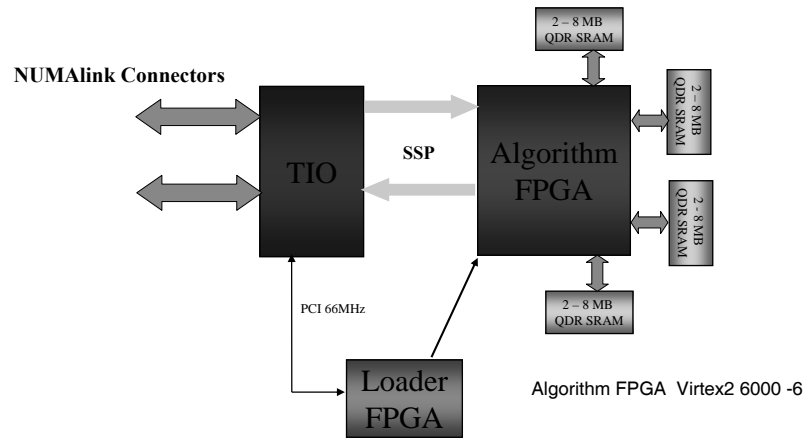 2 – 8 MB
QDR SRAM
NUMAlink Connectors
2 – 8 MB
QDR SRAM
TIO
SSP
Algorithm
FPGA
2 - 8 MB
QDR SRAM
2 – 8 MB
QDR SRAM
PCI 66MHz
Loader
FPGA
Algorithm FPGA Virtex2 6000 -6